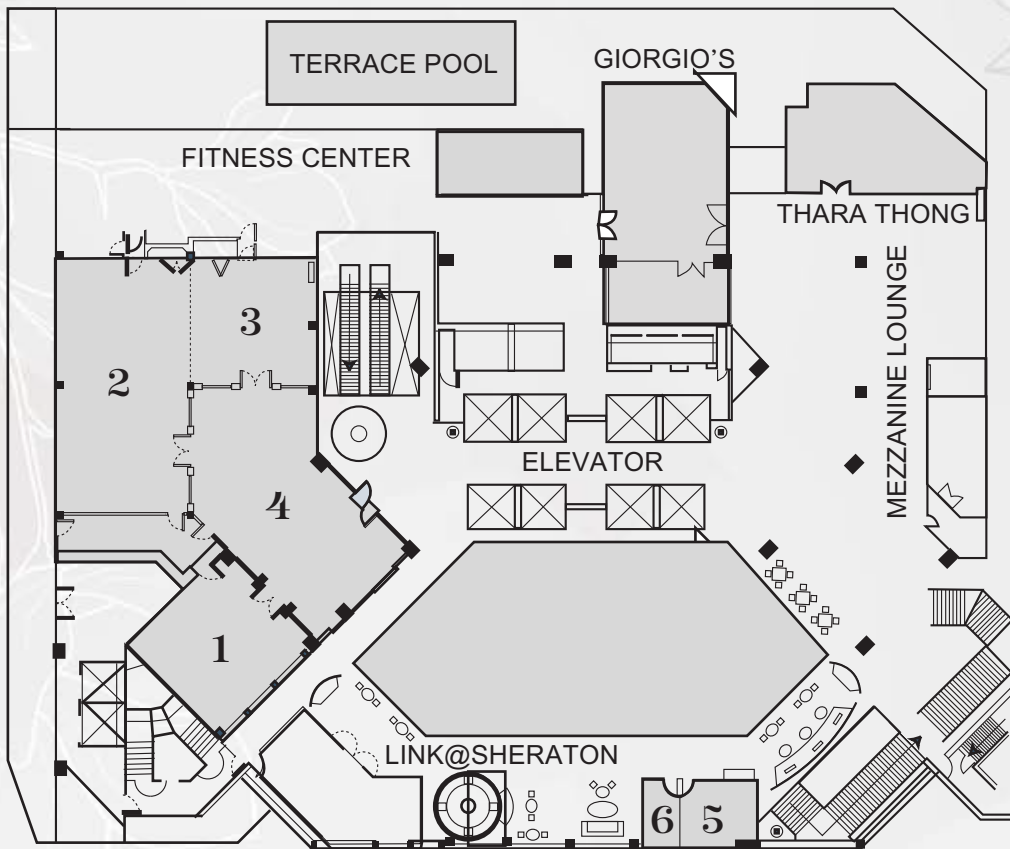 TERRACE POOL
GIORGIO’S
FITNESS CENTER
THARA THONG
MEZZANINE LOUNGE
3
2
ELEVATOR
4
1
LINK@SHERATON
6
5